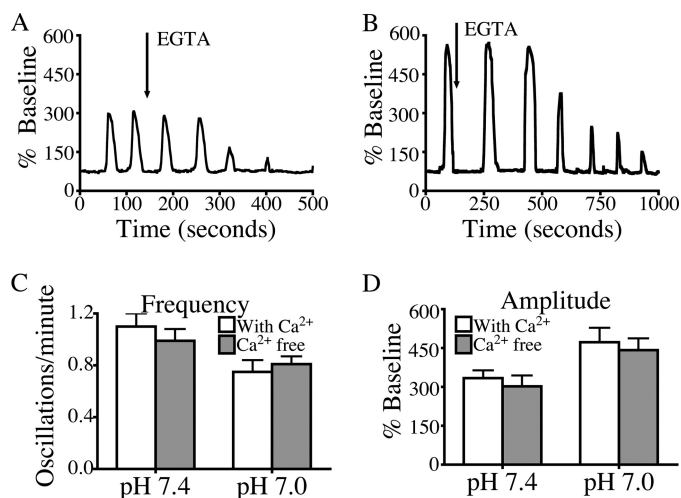 A
EGTA
% Baseline
600
450
300
150
0
0 100 200 300 400 500
Time (seconds)
B
EGTA
% Baseline
600
450
300
150
0
0 250 500 750 1000
Time (seconds)
C
Frequency
With Ca²⁺
Ca²⁺ free
Oscillations/minute
1.2
0.8
0.4
0.0
pH 7.4 pH 7.0
D
Amplitude
With Ca²⁺
Ca²⁺ free
% Baseline
600
450
300
150
0
pH 7.4 pH 7.0